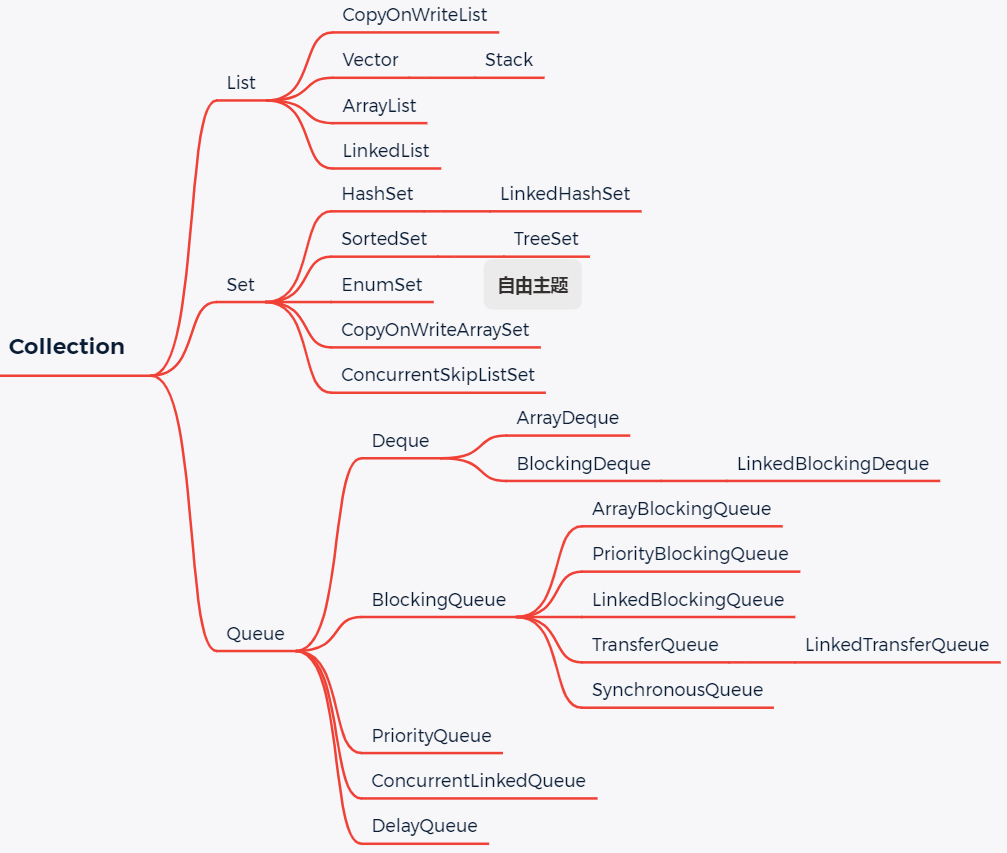 Collection
List
CopyOnWriteList
Vector
Stack
ArrayList
LinkedList
Set
HashSet
LinkedHashSet
SortedSet
TreeSet
EnumSet
自由主题
CopyOnWriteArraySet
ConcurrentSkipListSet
Queue
Deque
ArrayDeque
BlockingDeque
LinkedBlockingDeque
BlockingQueue
ArrayBlockingQueue
PriorityBlockingQueue
LinkedBlockingQueue
TransferQueue
LinkedTransferQueue
SynchronousQueue
PriorityQueue
ConcurrentLinkedQueue
DelayQueue